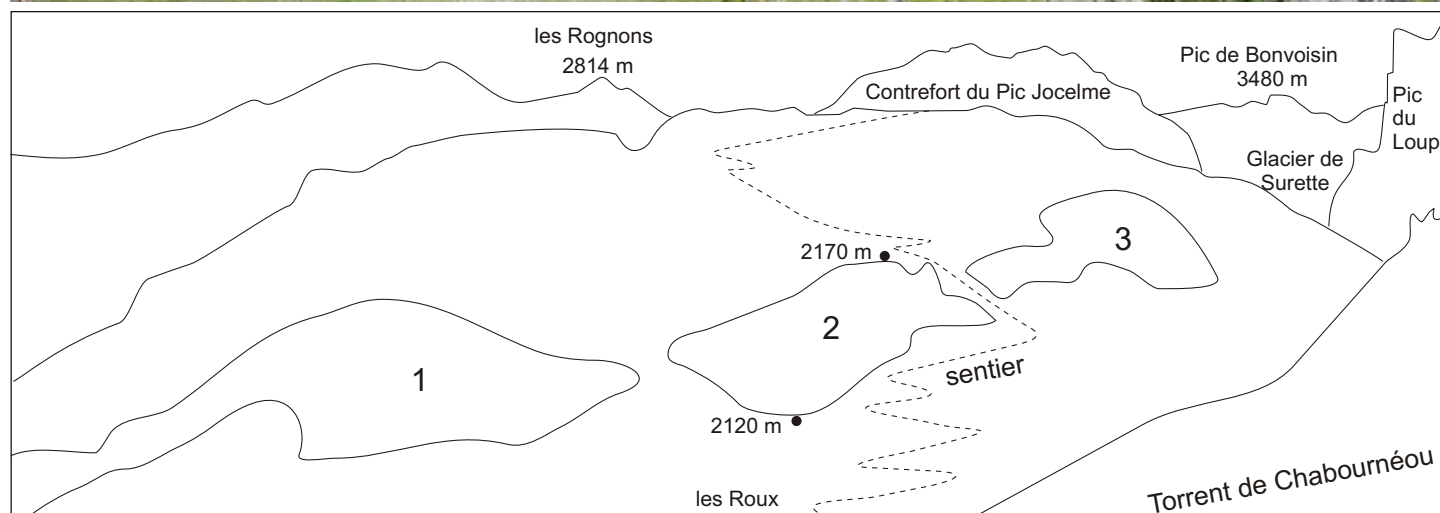 les Rognons
2814 m
Pic de Bonvoisin
3480 m
Contrefort du Pic Jocelme
Pic
du
Loup
Glacier de
Surette
3
2170 m
2
1
sentier
2120 m
les Roux
Torrent de Chabournéou